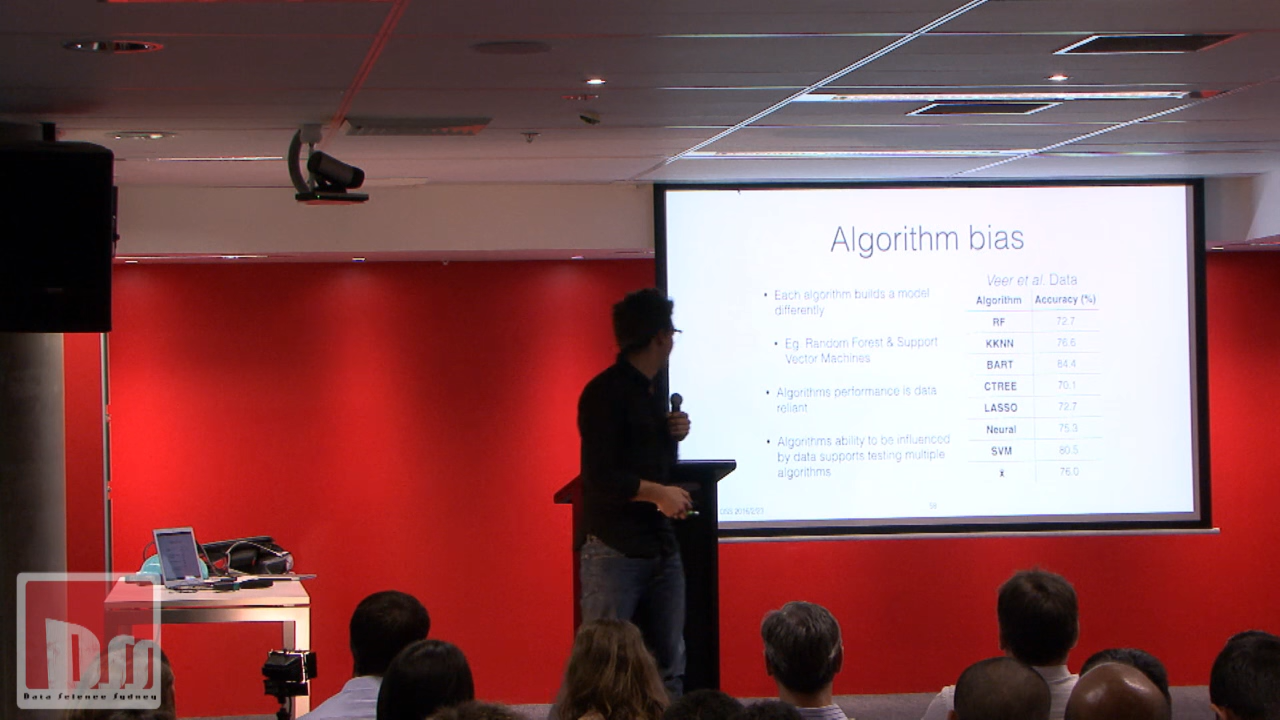 Algorithm bias
• Each algorithm builds a model
differently
• Eg. Random Forest & Support
Vector Machines
• Algorithms performance is data
reliant
• Algorithms ability to be influenced
by data supports testing multiple
algorithms
Veer et al. Data
Algorithm Accuracy (%)
RF 72.7
KKNN 76.6
BART 84.4
CTREE 70.1
LASSO 72.7
Neural 75.3
SVM 80.5
x̄ 76.0
Dm
Data Science Sydney